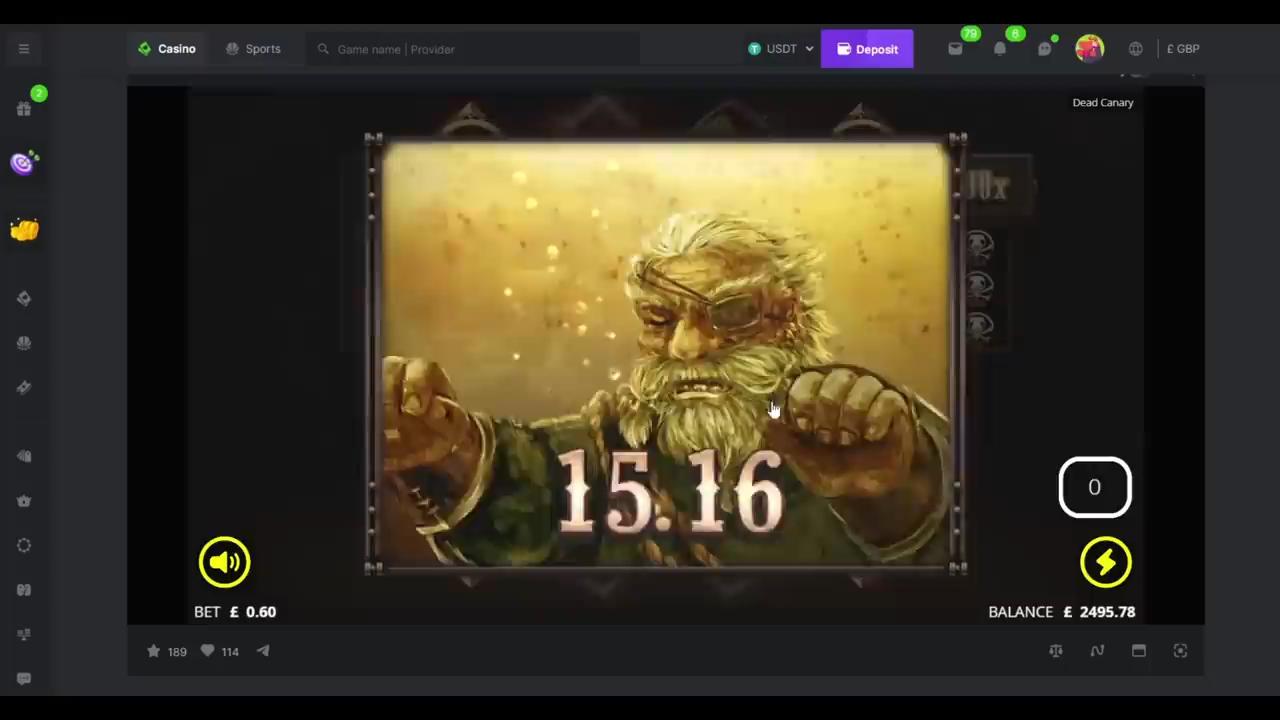 Casino
Sports
Game name | Provider
USDT
Deposit
79
6
£ GBP
2
Dead Canary
15.16
0
BET £ 0.60
BALANCE £ 2495.78
189
114